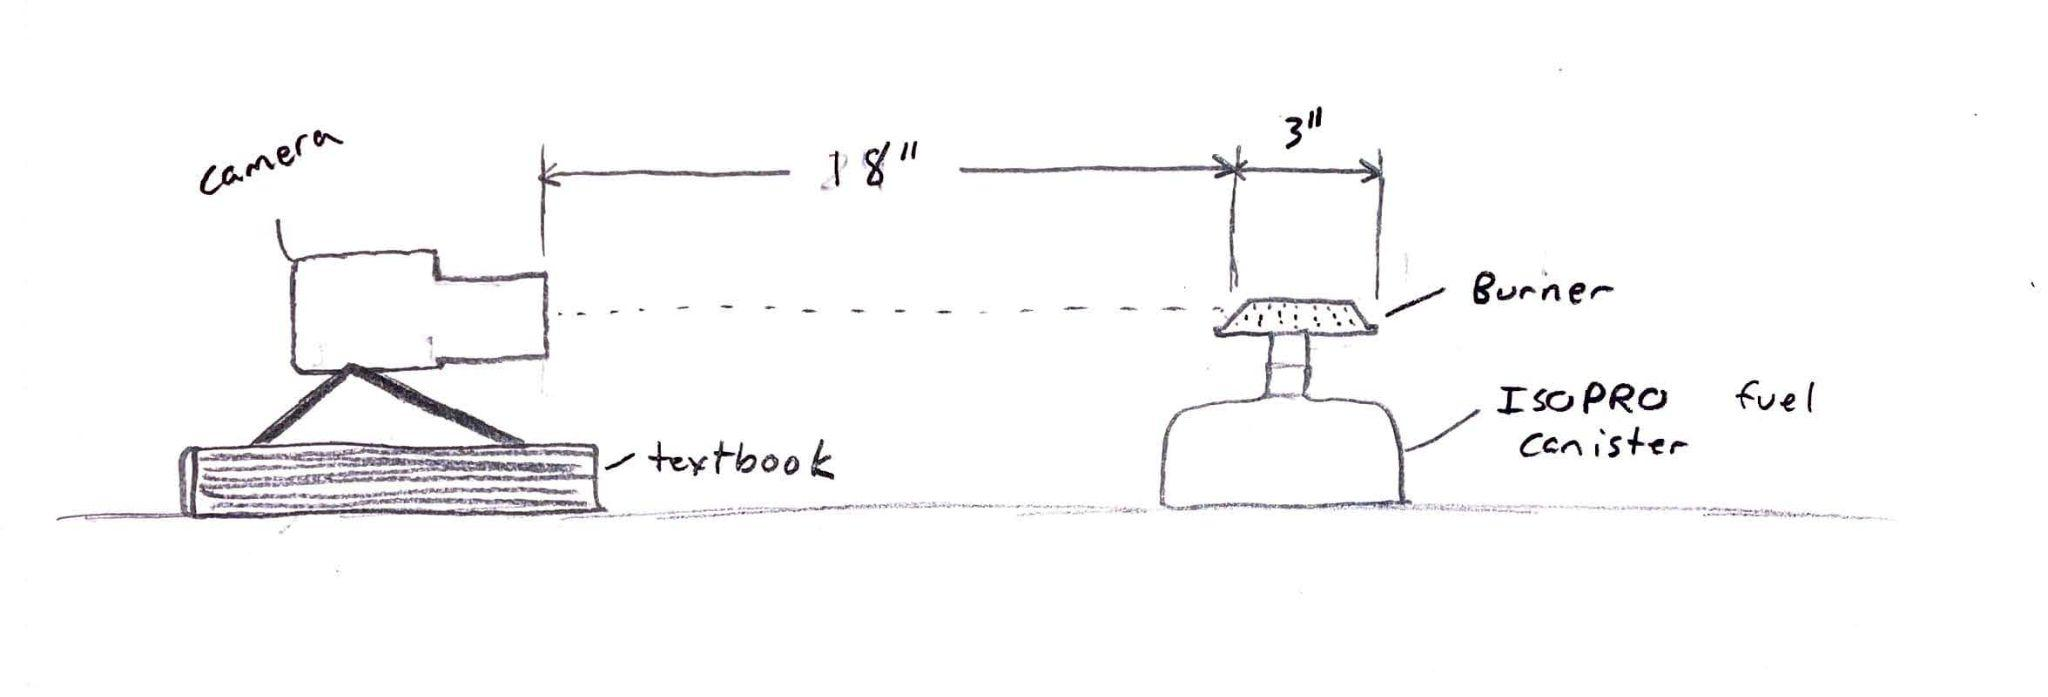 camera
18"
3"
Burner
ISOPRO fuel
canister
textbook